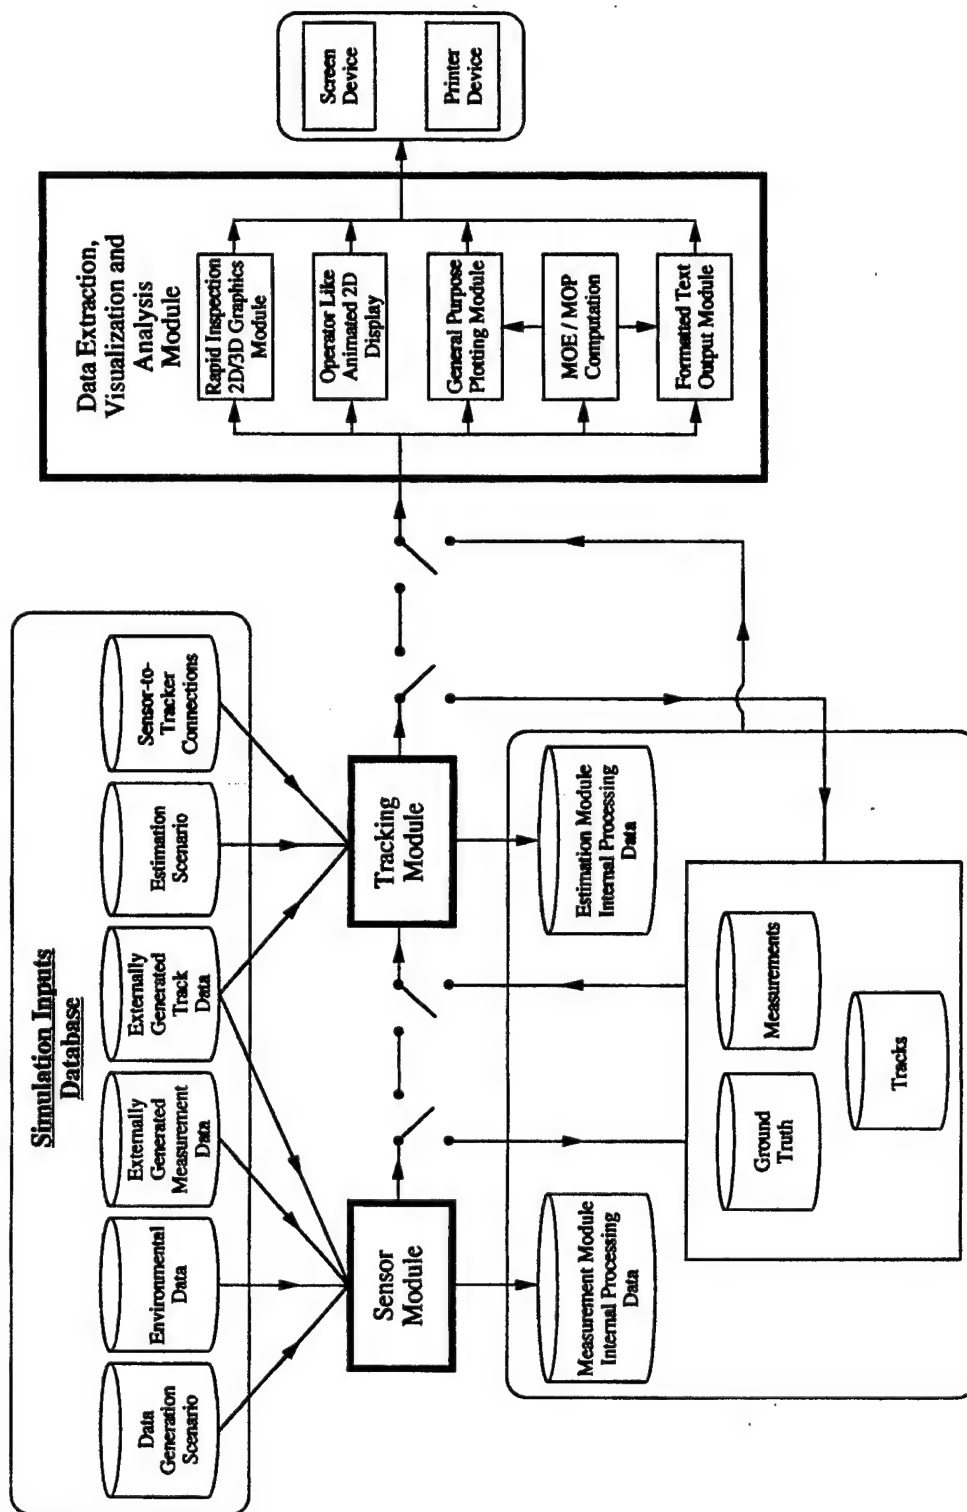 Simulation Inputs
Database
Data
Generation
Scenario
Environmental
Data
Externally
Generated
Measurement
Data
Externally
Generated
Track
Data
Estimation
Scenario
Sensor-to-
Tracker
Connections
Sensor
Module
Tracking
Module
Measurement Module
Internal Processing
Data
Estimation Module
Internal Processing
Data
Ground
Truth
Measurements
Tracks
Data Extraction,
Visualization and
Analysis
Module
Rapid Inspection
2D/3D Graphics
Module
Operator Like
Animated 2D
Display
General Purpose
Plotting Module
MOE / MOP
Computation
Formatted Text
Output Module
Screen
Device
Printer
Device